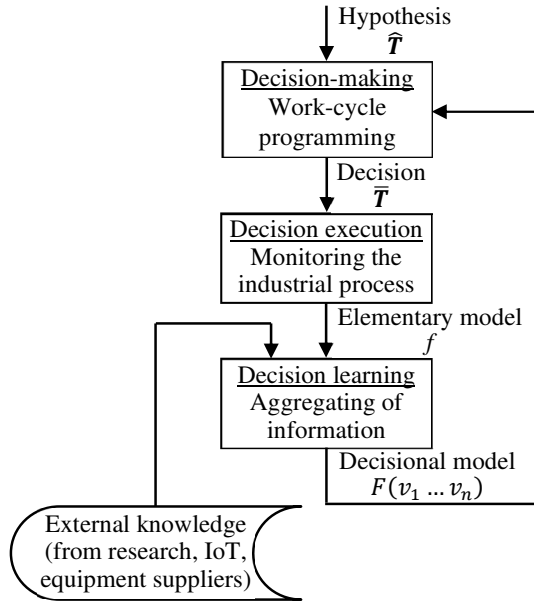 Hypothesis
T̂
Decision-making
Work-cycle
programming
Decision
T̿
Decision execution
Monitoring the
industrial process
Elementary model
f
Decision learning
Aggregating of
information
Decisional model
F(v₁ … vₙ)
External knowledge
(from research, IoT,
equipment suppliers)